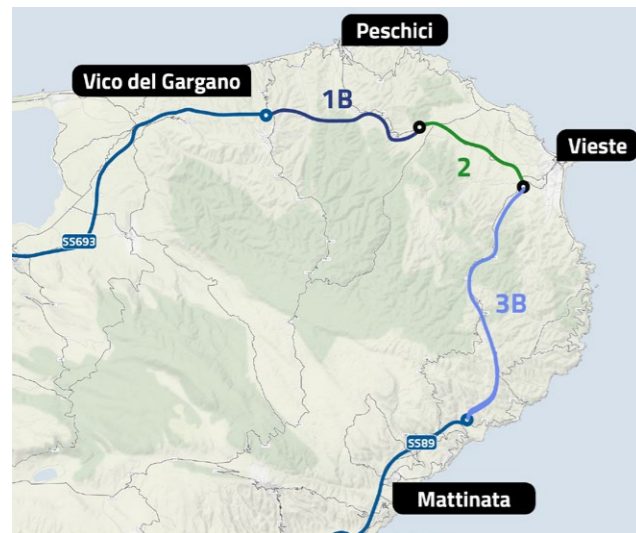 Peschici
Vico del Gargano
1B
Vieste
2
SS693
3B
SS89
Mattinata